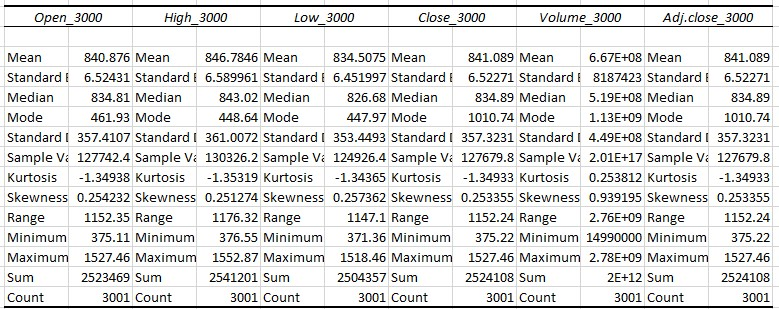 Open_3000 High_3000 Low_3000 Close_3000 Volume_3000 Adj.close_3000
Mean 840.876 Mean 846.7846 Mean 834.5075 Mean 841.089 Mean 6.67E+08 Mean 841.089
Standard E 6.52431 Standard E 6.589961 Standard E 6.451997 Standard E 6.52271 Standard E 8187423 Standard E 6.52271
Median 834.81 Median 843.02 Median 826.68 Median 834.89 Median 5.19E+08 Median 834.89
Mode 461.93 Mode 448.64 Mode 447.97 Mode 1010.74 Mode 1.13E+09 Mode 1010.74
Standard D 357.4107 Standard D 361.0072 Standard D 353.4493 Standard D 357.3231 Standard D 4.49E+08 Standard D 357.3231
Sample Va 127742.4 Sample Va 130326.2 Sample Va 124926.4 Sample Va 127679.8 Sample Va 2.01E+17 Sample Va 127679.8
Kurtosis -1.34938 Kurtosis -1.35319 Kurtosis -1.34365 Kurtosis -1.34933 Kurtosis 0.253812 Kurtosis -1.34933
Skewness 0.254232 Skewness 0.251274 Skewness 0.257362 Skewness 0.253355 Skewness 0.939195 Skewness 0.253355
Range 1152.35 Range 1176.32 Range 1147.1 Range 1152.24 Range 2.76E+09 Range 1152.24
Minimum 375.11 Minimum 376.55 Minimum 371.36 Minimum 375.22 Minimum 14990000 Minimum 375.22
Maximum 1527.46 Maximum 1552.87 Maximum 1518.46 Maximum 1527.46 Maximum 2.78E+09 Maximum 1527.46
Sum 2523469 Sum 2541201 Sum 2504357 Sum 2524108 Sum 2E+12 Sum 2524108
Count 3001 Count 3001 Count 3001 Count 3001 Count 3001 Count 3001